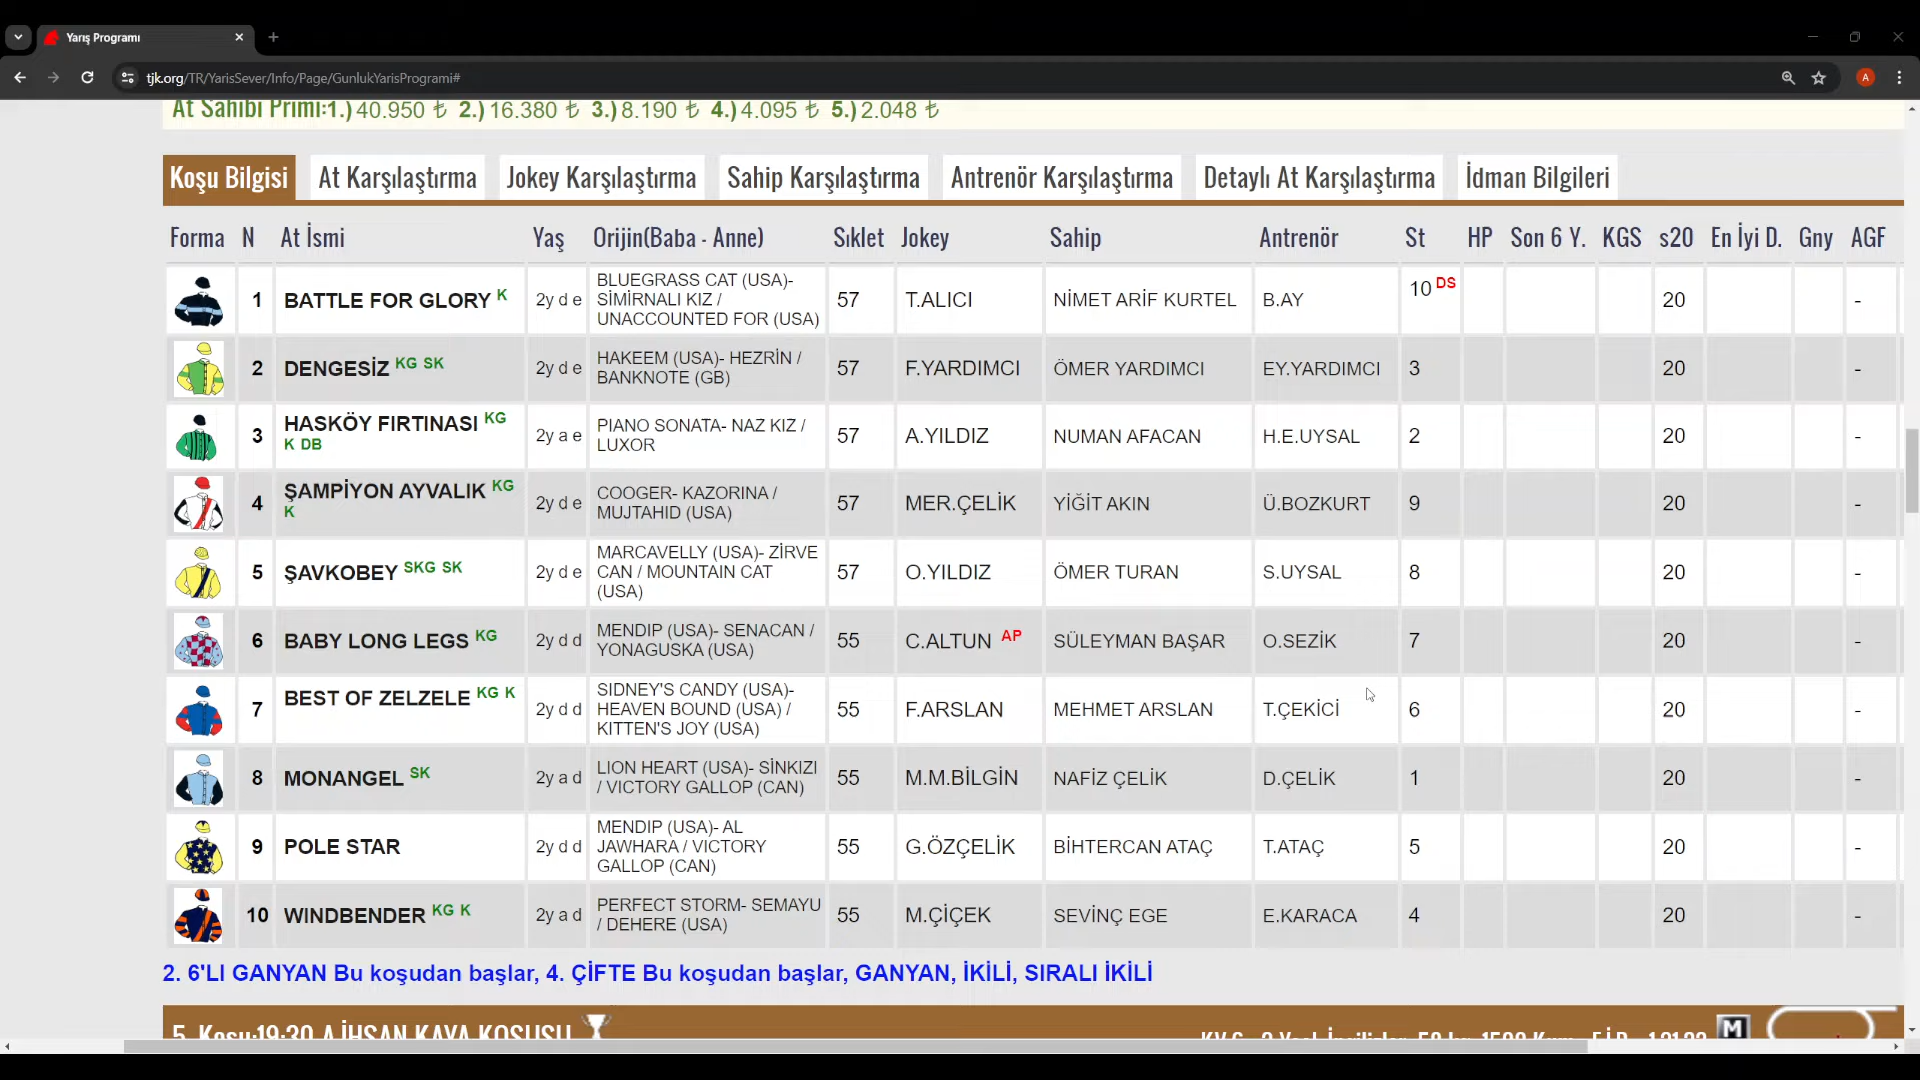 Yarış Programı
tjk.org/TR/YarisSever/Info/Page/GunlukYarisProgrami#
A
At Sahibi Primi:1.) 40.950 ₺ 2.) 16.380 ₺ 3.) 8.190 ₺ 4.) 4.095 ₺ 5.) 2.048 ₺
Koşu Bilgisi At Karşılaştırma Jokey Karşılaştırma Sahip Karşılaştırma Antrenör Karşılaştırma Detaylı At Karşılaştırma İdman Bilgileri
Forma N At İsmi Yaş Orijin(Baba - Anne) Sıklet Jokey Sahip Antrenör St HP Son 6 Y. KGS s20 En İyi D. Gny AGF
1 BATTLE FOR GLORY K 2y d e BLUEGRASS CAT (USA)- SİMİRNALI KIZ / UNACCOUNTED FOR (USA) 57 T.ALICI NİMET ARİF KURTEL B.AY 10 DS 20 -
2 DENGESİZ KG SK 2y d e HAKEEM (USA)- HEZRİN / BANKNOTE (GB) 57 F.YARDIMCI ÖMER YARDIMCI EY.YARDIMCI 3 20 -
3 HASKÖY FIRTINASI KG K DB 2y a e PIANO SONATA- NAZ KIZ / LUXOR 57 A.YILDIZ NUMAN AFACAN H.E.UYSAL 2 20 -
4 ŞAMPİYON AYVALIK KG K 2y d e COOGER- KAZORINA / MUJTAHID (USA) 57 MER.ÇELİK YİĞİT AKIN Ü.BOZKURT 9 20 -
5 ŞAVKOBEY SKG SK 2y d e MARCAVELLY (USA)- ZİRVE CAN / MOUNTAIN CAT (USA) 57 O.YILDIZ ÖMER TURAN S.UYSAL 8 20 -
6 BABY LONG LEGS KG 2y d d MENDIP (USA)- SENACAN / YONAGUSKA (USA) 55 C.ALTUN AP SÜLEYMAN BAŞAR O.SEZİK 7 20 -
7 BEST OF ZELZELE KG K 2y d d SIDNEY'S CANDY (USA)- HEAVEN BOUND (USA) / KITTEN'S JOY (USA) 55 F.ARSLAN MEHMET ARSLAN T.ÇEKİCİ 6 20 -
8 MONANGEL SK 2y a d LION HEART (USA)- SİNKIZI / VICTORY GALLOP (CAN) 55 M.M.BİLGİN NAFİZ ÇELİK D.ÇELİK 1 20 -
9 POLE STAR 2y d d MENDIP (USA)- AL JAWHARA / VICTORY GALLOP (CAN) 55 G.ÖZÇELİK BİHTERCAN ATAÇ T.ATAÇ 5 20 -
10 WINDBENDER KG K 2y a d PERFECT STORM- SEMAYU / DEHERE (USA) 55 M.ÇİÇEK SEVİNÇ EGE E.KARACA 4 20 -
2. 6'LI GANYAN Bu koşudan başlar, 4. ÇİFTE Bu koşudan başlar, GANYAN, İKİLİ, SIRALI İKİLİ
5. Koşu:19:30 A.İHSAN KAYA KOŞUSU
M